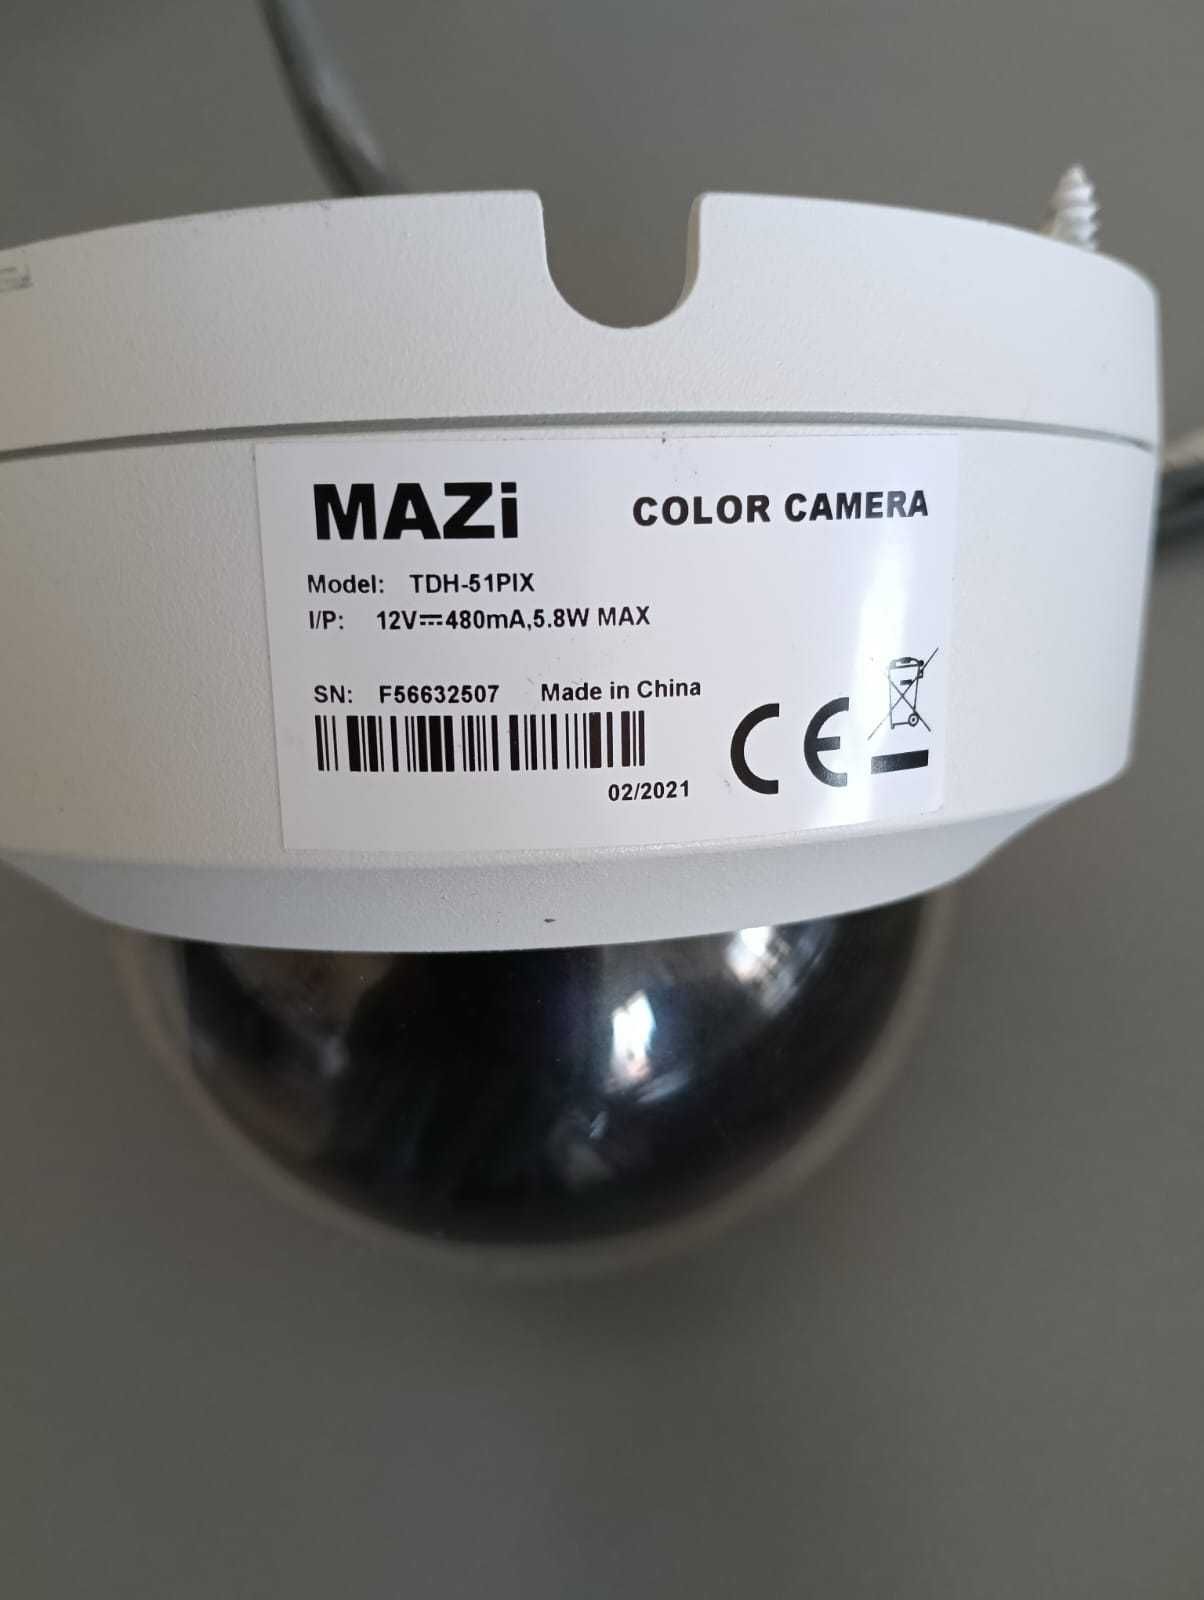 MAZi COLOR CAMERA
Model: TDH-51PIX
I/P: 12V⎓480mA,5.8W MAX
SN: F56632507 Made in China
02/2021
CE